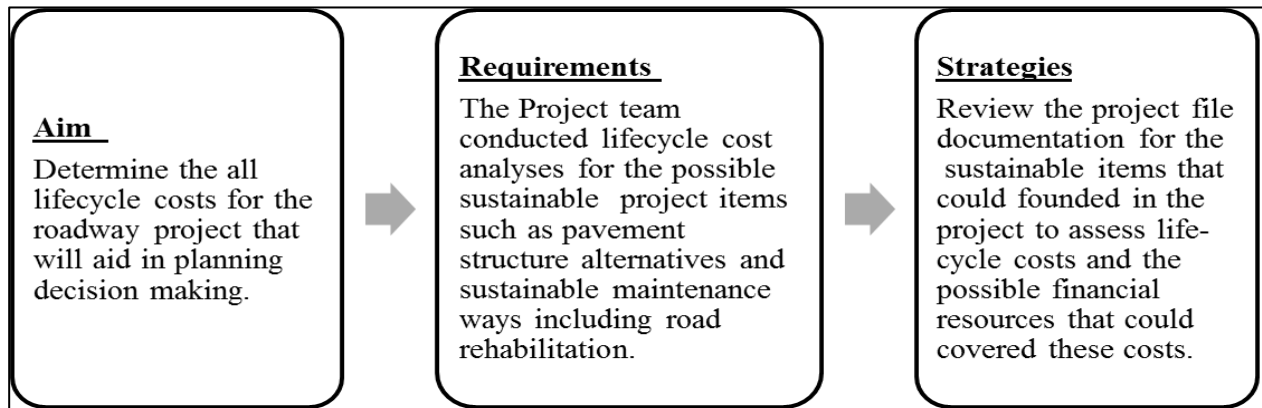 Aim
Determine the all
lifecycle costs for the
roadway project that
will aid in planning
decision making.
Requirements
The Project team
conducted lifecycle cost
analyses for the possible
sustainable project items
such as pavement
structure alternatives and
sustainable maintenance
ways including road
rehabilitation.
Strategies
Review the project file
documentation for the
sustainable items that
could founded in the
project to assess life-
cycle costs and the
possible financial
resources that could
covered these costs.